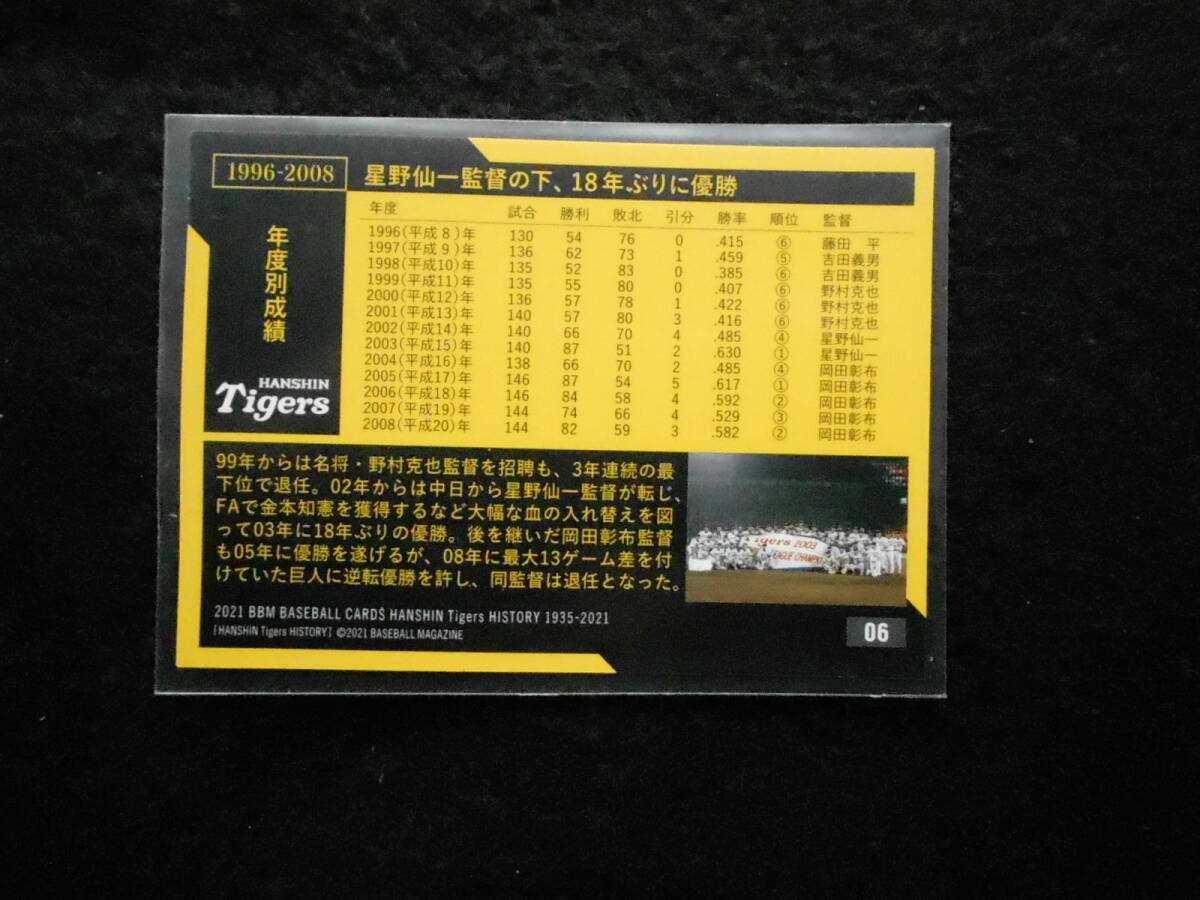 1996-2008
星野仙一監督の下、18年ぶりに優勝
年度別成績
HANSHIN
Tigers
年度 試合 勝利 敗北 引分 勝率 順位 監督
1996(平成8)年 130 54 76 0 .415 ⑥ 藤田 平
1997(平成9)年 136 62 73 1 .459 ⑤ 吉田義男
1998(平成10)年 135 52 83 0 .385 ⑥ 吉田義男
1999(平成11)年 135 55 80 0 .407 ⑥ 野村克也
2000(平成12)年 136 57 78 1 .422 ⑥ 野村克也
2001(平成13)年 140 57 80 3 .416 ⑥ 野村克也
2002(平成14)年 140 66 70 4 .485 ④ 星野仙一
2003(平成15)年 140 87 51 2 .630 ① 星野仙一
2004(平成16)年 138 66 70 2 .485 ④ 岡田彰布
2005(平成17)年 146 87 54 5 .617 ① 岡田彰布
2006(平成18)年 146 84 58 4 .592 ② 岡田彰布
2007(平成19)年 144 74 66 4 .529 ③ 岡田彰布
2008(平成20)年 144 82 59 3 .582 ② 岡田彰布
99年からは名将・野村克也監督を招聘も、3年連続の最
下位で退任。02年からは中日から星野仙一監督が転じ、
FAで金本知憲を獲得するなど大幅な血の入れ替えを図
って03年に18年ぶりの優勝。後を継いだ岡田彰布監督
も05年に優勝を遂げるが、08年に最大13ゲーム差を付
けていた巨人に逆転優勝を許し、同監督は退任となった。
Tigers 2003
LEAGUE CHAMPIONS
2021 BBM BASEBALL CARDS HANSHIN Tigers HISTORY 1935-2021
[HANSHIN Tigers HISTORY] ©2021 BASEBALL MAGAZINE
06